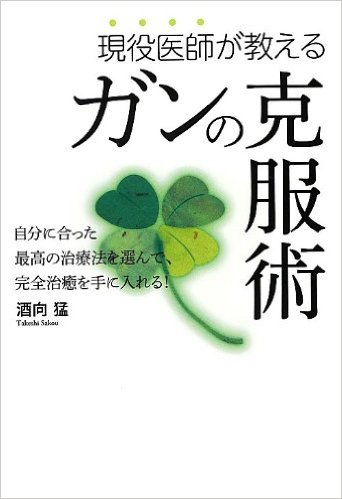 現役医師が教える
ガンの克服術
自分に合った
最高の治療法を選んで、
完全治癒を手に入れる!
酒向 猛
Takeshi Sakou